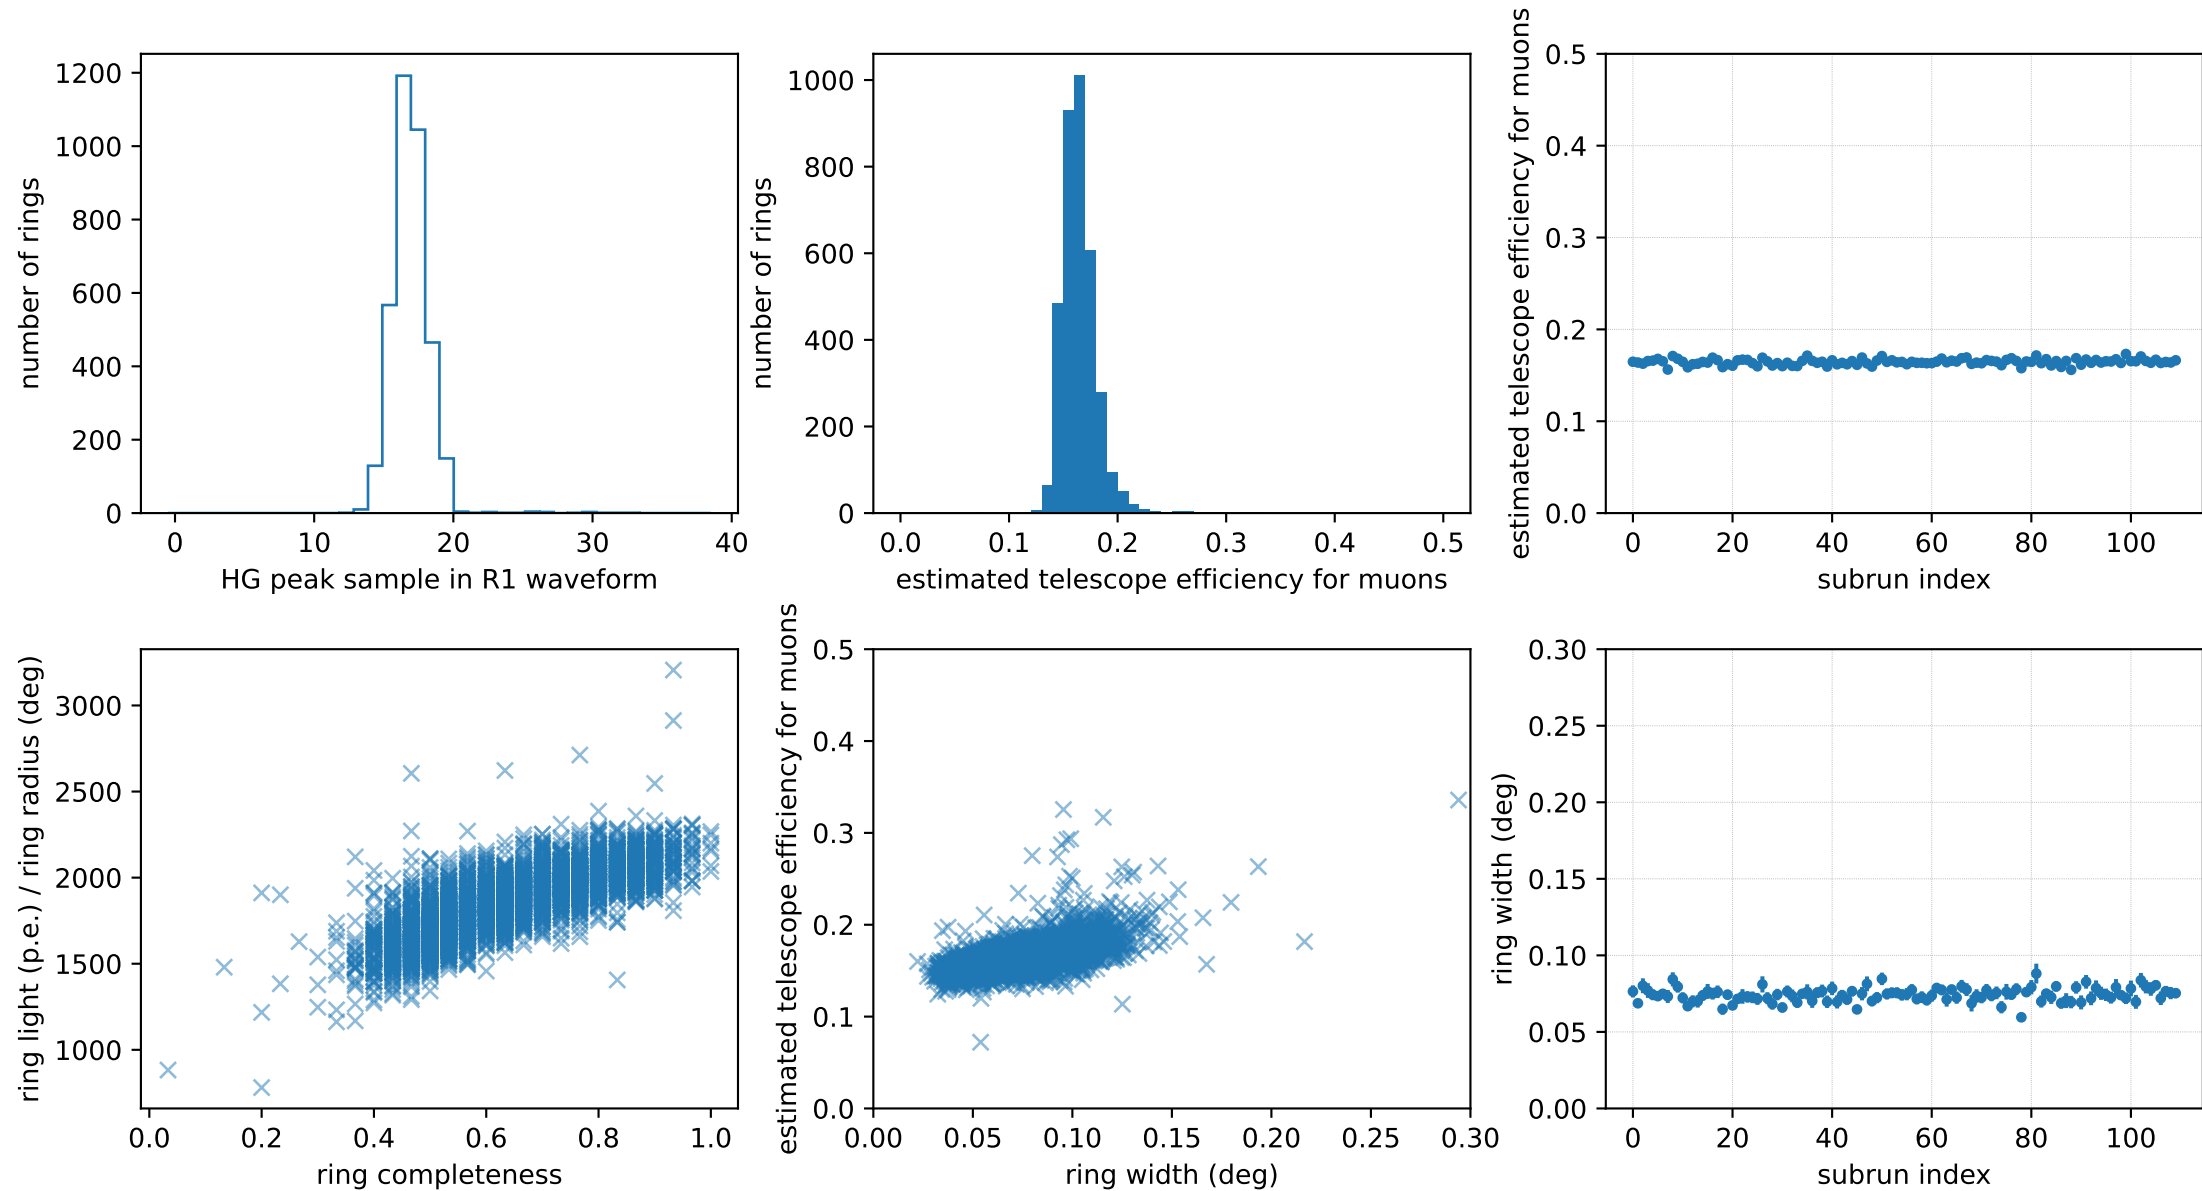 number of rings
1200
1000
800
600
400
200
0
0 10 20 30 40
HG peak sample in R1 waveform
number of rings
1000
800
600
400
200
0
0.0 0.1 0.2 0.3 0.4 0.5
estimated telescope efficiency for muons
estimated telescope efficiency for muons
0.5
0.4
0.3
0.2
0.1
0.0
0 20 40 60 80 100
subrun index
ring light (p.e.) / ring radius (deg)
3000
2500
2000
1500
1000
0.0 0.2 0.4 0.6 0.8 1.0
ring completeness
estimated telescope efficiency for muons
0.5
0.4
0.3
0.2
0.1
0.0
0.00 0.05 0.10 0.15 0.20 0.25 0.30
ring width (deg)
ring width (deg)
0.30
0.25
0.20
0.15
0.10
0.05
0.00
0 20 40 60 80 100
subrun index